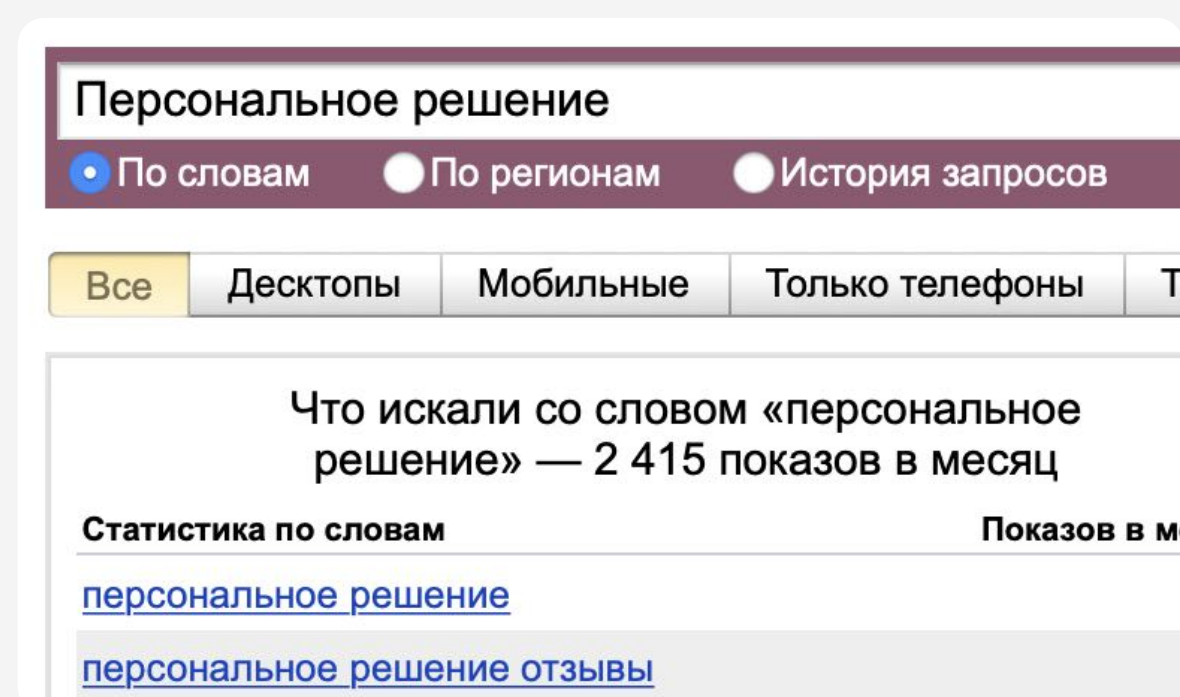 Персональное решение
По словам По регионам История запросов
Все Десктопы Мобильные Только телефоны
Что искали со словом «персональное
решение» — 2 415 показов в месяц
Статистика по словам Показов в
персональное решение
персональное решение отзывы